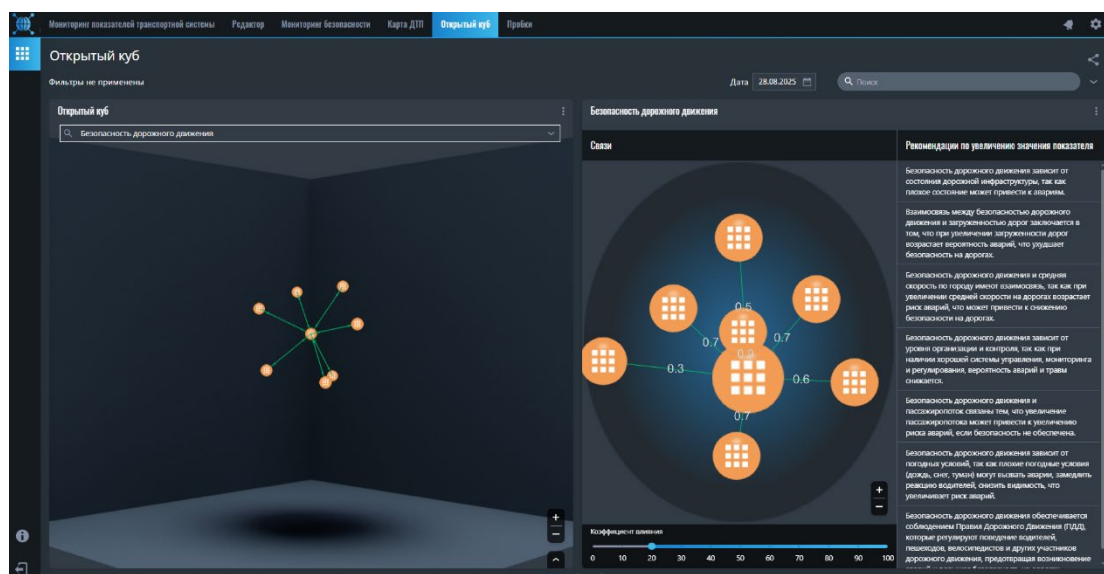 Мониторинг показателей транспортной системы Редактор Мониторинг безопасности Карта ДТП Открытый куб Пробки
Открытый куб
Фильтры не применены
Дата 28.08.2025 Поиск
Открытый куб
Безопасность дорожного движения
Безопасность дорожного движения
Связи
0.5
0.7
0.7
0.9
0.3
0.6
0.7
Коэффициент влияния
0 10 20 30 40 50 60 70 80 90 100
Рекомендации по увеличению значения показателя
Безопасность дорожного движения зависит от
состояния дорожной инфраструктуры, так как
плохое состояние может привести к авариям.
Взаимосвязь между безопасностью дорожного
движения и загруженностью дорог заключается в
том, что при увеличении загруженности дорог
возрастает вероятность аварий, что ухудшает
безопасность на дорогах.
Безопасность дорожного движения и средняя
скорость по городу имеют взаимосвязь, так как при
увеличении средней скорости на дорогах возрастает
риск аварий, что может привести к снижению
безопасности на дорогах.
Безопасность дорожного движения зависит от
уровня организации и контроля, так как при
наличии хорошей системы управления, мониторинга
и регулирования, вероятность аварий и травм
снижается.
Безопасность дорожного движения и
пассажиропоток связаны тем, что увеличение
пассажиропотока может привести к увеличению
риска аварий, если безопасность не обеспечена.
Безопасность дорожного движения зависит от
погодных условий, так как плохие погодные условия
(дождь, снег, туман) могут вызвать аварии, замедлить
реакцию водителей, снизить видимость, что
увеличивает риск аварий.
Безопасность дорожного движения обеспечивается
соблюдением Правил Дорожного Движения (ПДД),
которые регулируют поведение водителей,
пешеходов, велосипедистов и других участников
дорожного движения, предотвращая возникновение